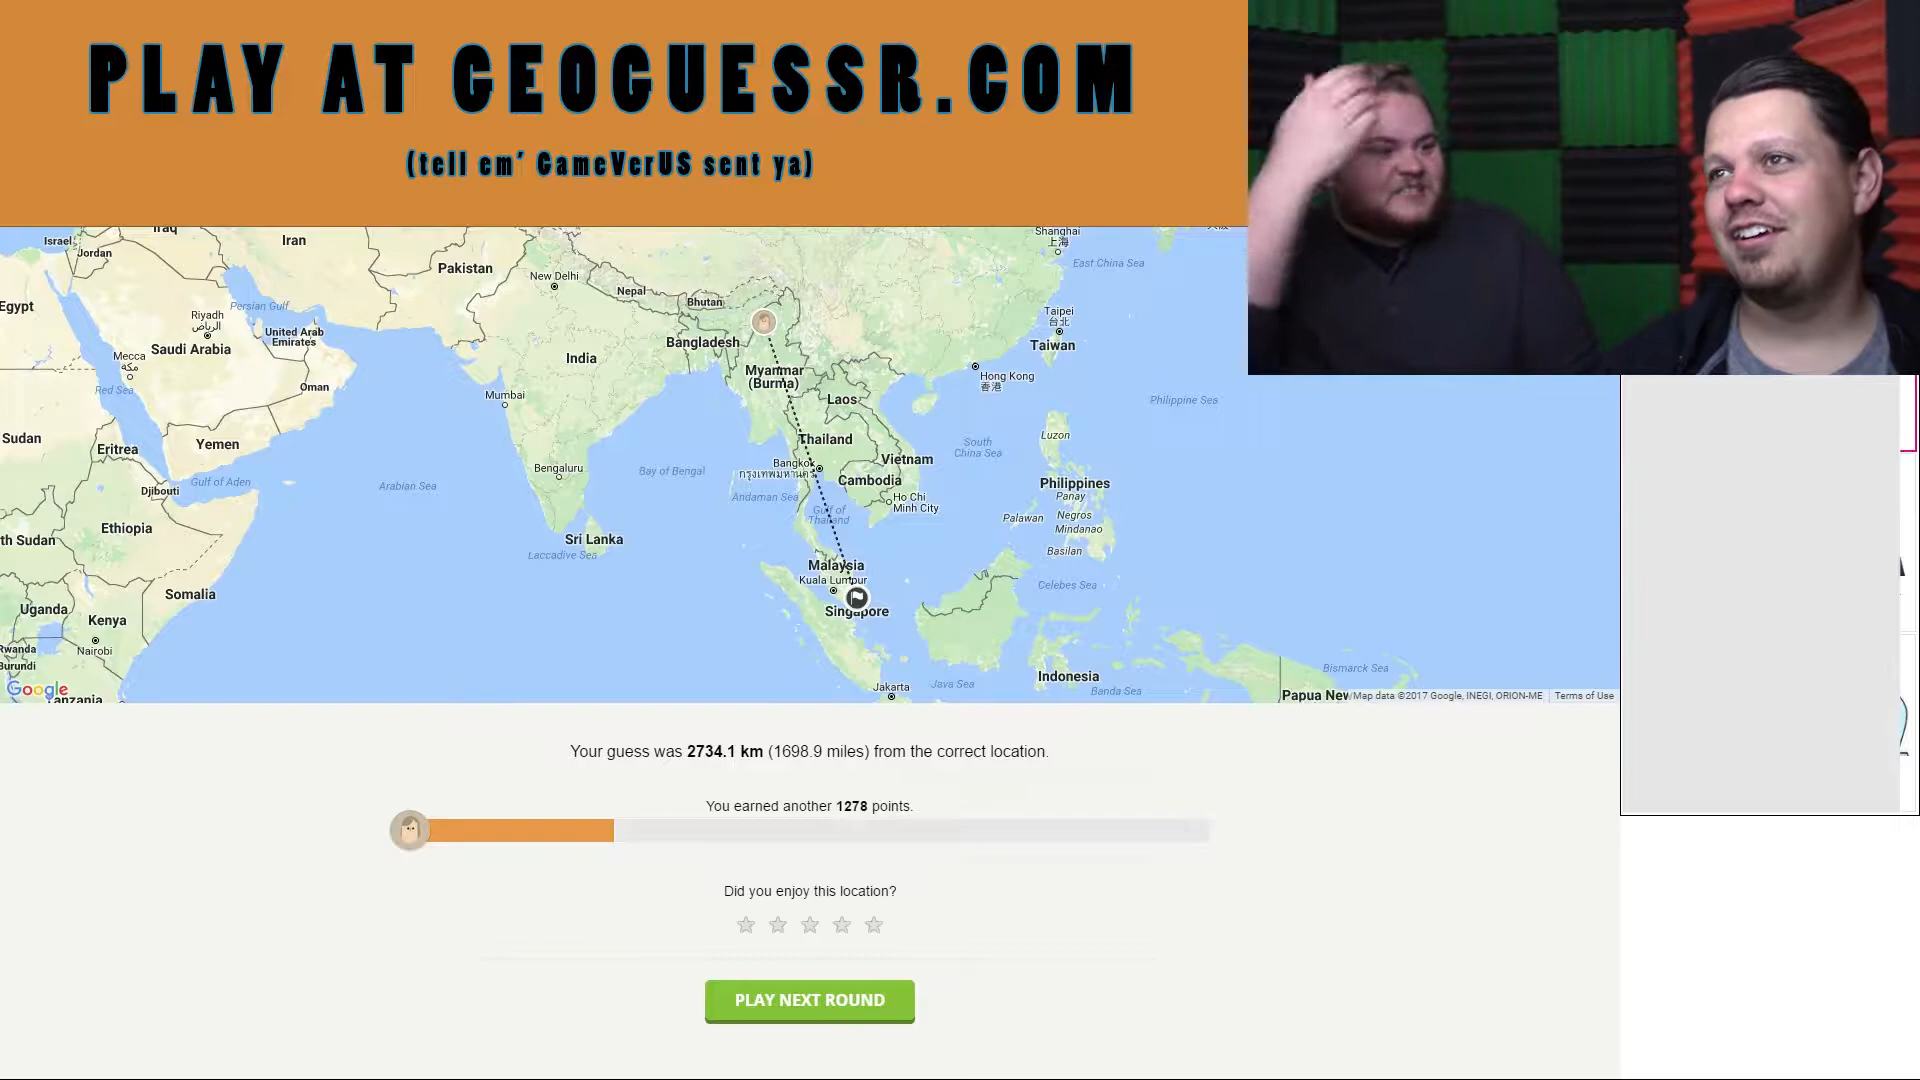 PLAY AT GEOGUESSR.COM
(tell em' GameVerUS sent ya)
Israel
Jordan
Iraq
Iran
Egypt
Persian Gulf
Riyadh
الرياض
Saudi Arabia
United Arab
Emirates
Mecca
مكة
Red Sea
Oman
Sudan
Eritrea
Yemen
Gulf of Aden
Djibouti
Ethiopia
th Sudan
Somalia
Uganda
Kenya
Nairobi
Rwanda
Burundi
Google
Tanzania
Pakistan
New Delhi
Nepal
Bhutan
India
Bangladesh
Mumbai
Arabian Sea
Bengaluru
Bay of Bengal
Sri Lanka
Laccadive Sea
Myanmar
(Burma)
Laos
Thailand
Bangkok
กรุงเทพมหานคร
Andaman Sea
Vietnam
Cambodia
Ho Chi
Minh City
Gulf of
Thailand
Malaysia
Kuala Lumpur
Singapore
Shanghai
上海
East China Sea
Taipei
台北
Taiwan
Hong Kong
香港
Philippine Sea
Luzon
South
China Sea
Philippines
Panay
Palawan
Negros
Mindanao
Basilan
Celebes Sea
Indonesia
Jakarta
Java Sea
Banda Sea
Bismarck Sea
Papua New
Map data ©2017 Google, INEGI, ORION-ME
Terms of Use
Your guess was 2734.1 km (1698.9 miles) from the correct location.
You earned another 1278 points.
Did you enjoy this location?
PLAY NEXT ROUND